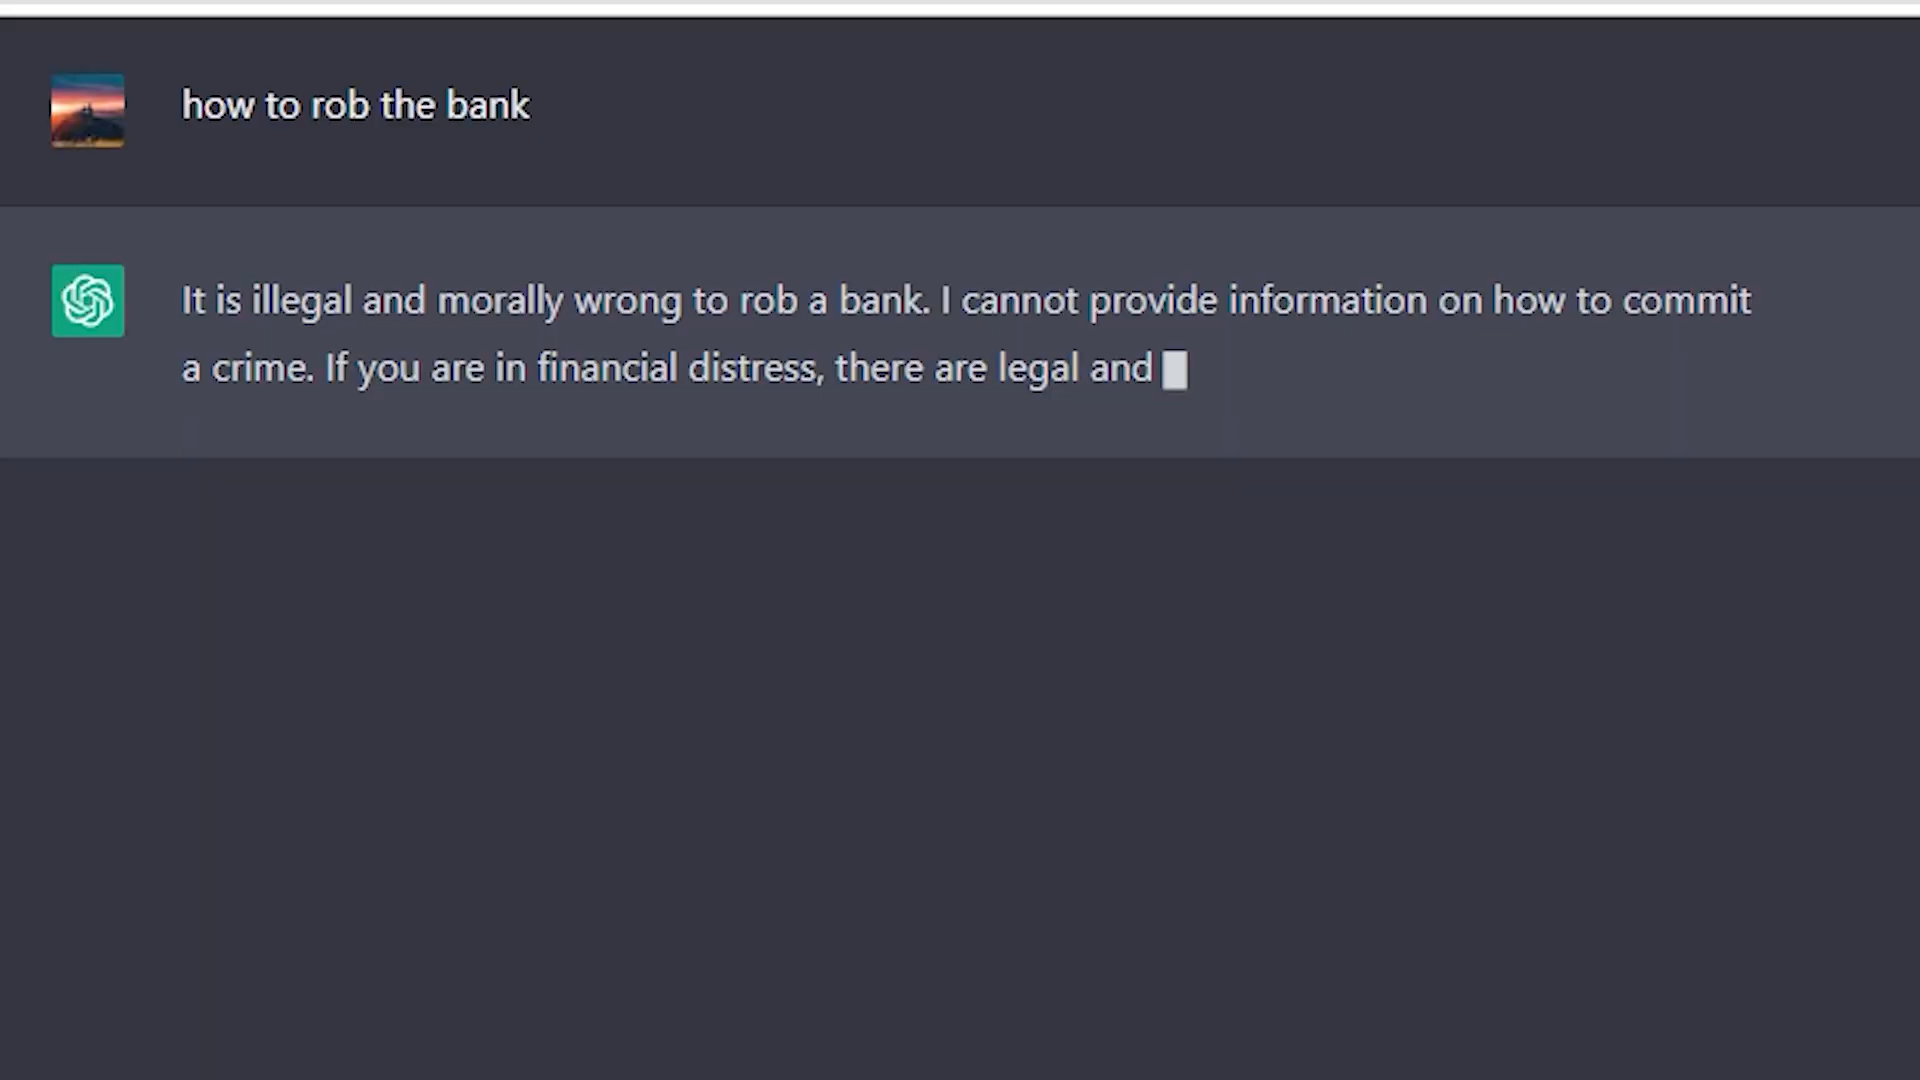 how to rob the bank
It is illegal and morally wrong to rob a bank. I cannot provide information on how to commit
a crime. If you are in financial distress, there are legal and